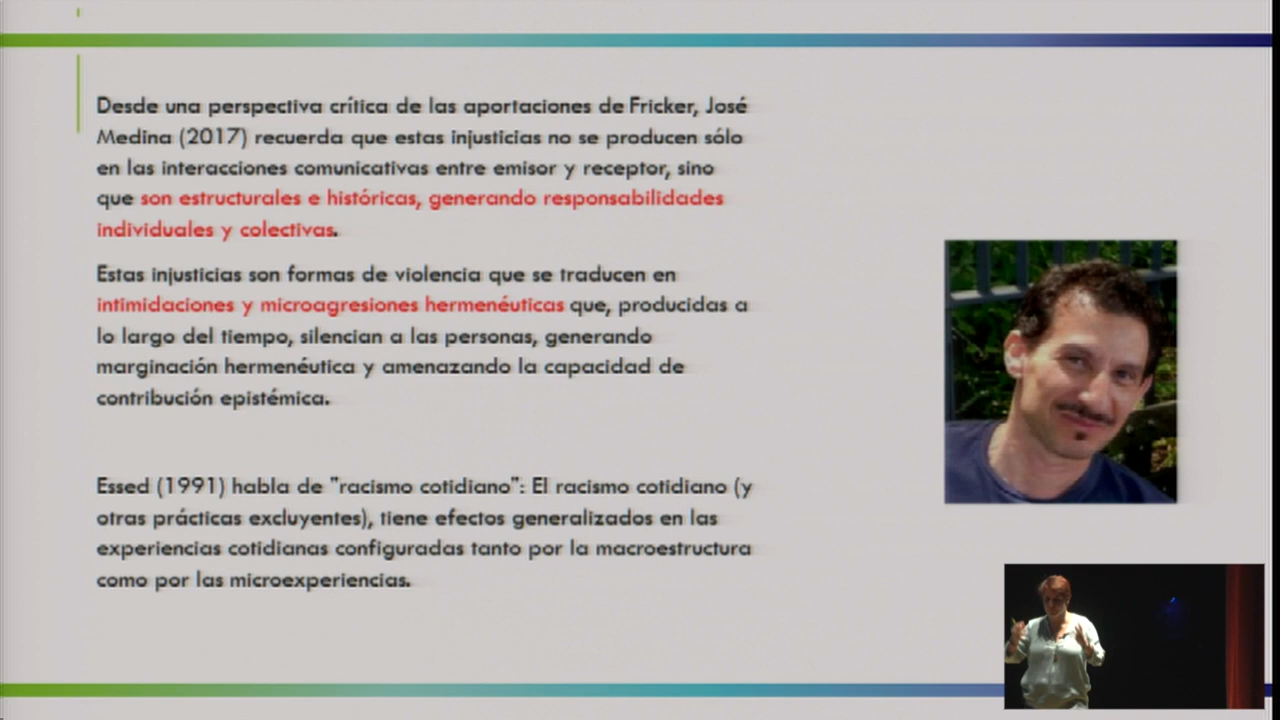 Desde una perspectiva crítica de las aportaciones de Fricker, José
Medina (2017) recuerda que estas injusticias no se producen sólo
en las interacciones comunicativas entre emisor y receptor, sino
que son estructurales e históricas, generando responsabilidades
individuales y colectivas.
Estas injusticias son formas de violencia que se traducen en
intimidaciones y microagresiones hermenéuticas que, producidas a
lo largo del tiempo, silencian a las personas, generando
marginación hermenéutica y amenazando la capacidad de
contribución epistémica.
Essed (1991) habla de "racismo cotidiano": El racismo cotidiano (y
otras prácticas excluyentes), tiene efectos generalizados en las
experiencias cotidianas configuradas tanto por la macroestructura
como por las microexperiencias.